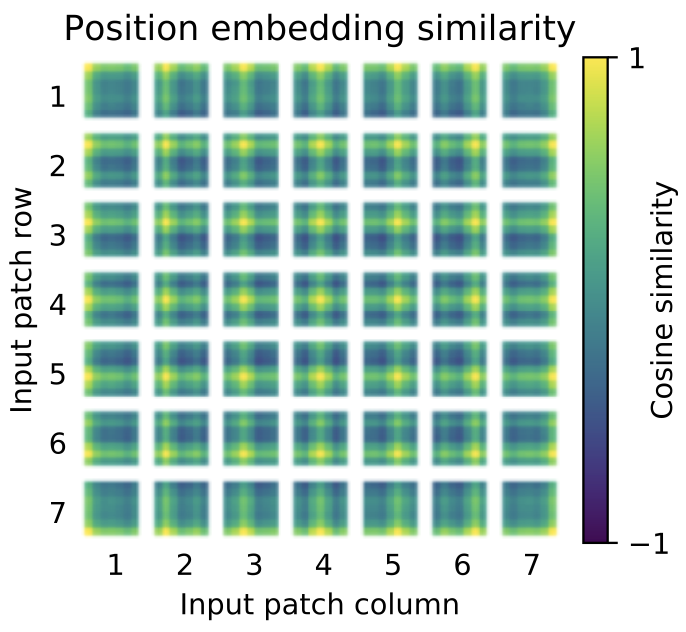 Position embedding similarity
1
2
3
4
5
6
7
Input patch row
1 2 3 4 5 6 7
Input patch column
1
−1
Cosine similarity